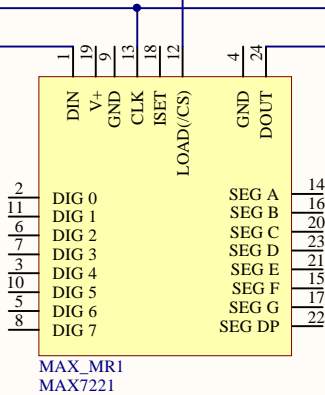 1 19 9 13 18 12 4 24
DIN V+ GND CLK ISET LOAD(/CS) GND DOUT
2 DIG 0
11 DIG 1
6 DIG 2
7 DIG 3
3 DIG 4
10 DIG 5
5 DIG 6
8 DIG 7
SEG A 14
SEG B 16
SEG C 20
SEG D 23
SEG E 21
SEG F 15
SEG G 17
SEG DP 22
MAX_MR1
MAX7221